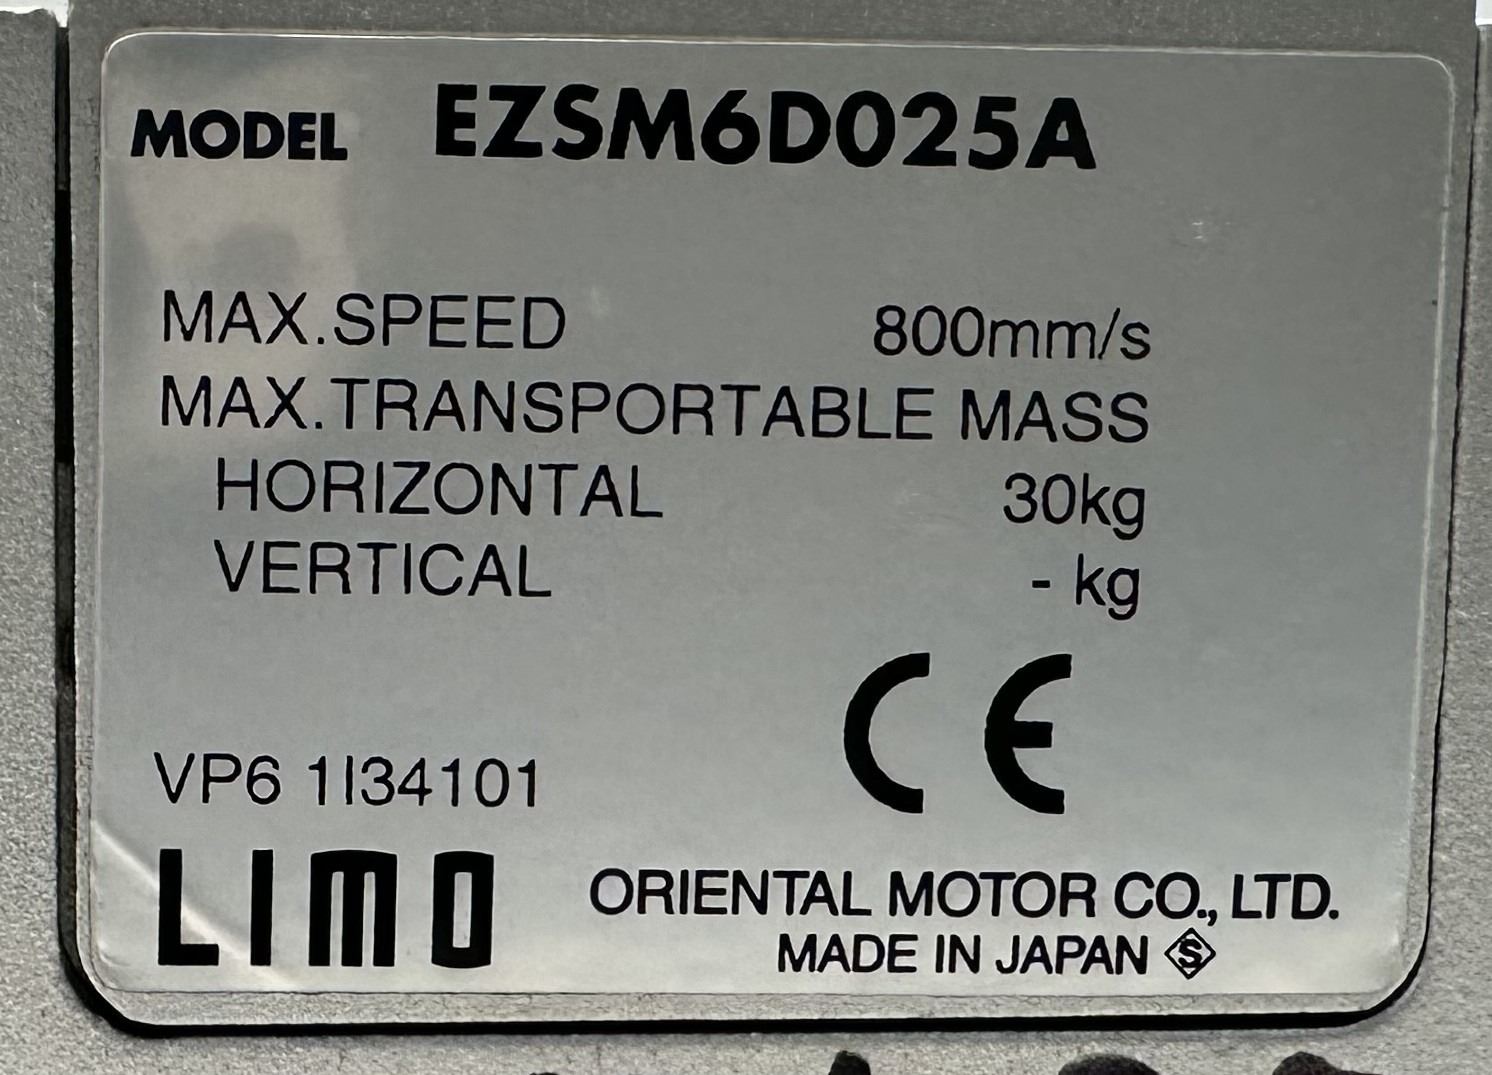 MODEL EZSM6D025A
MAX.SPEED 800mm/s
MAX.TRANSPORTABLE MASS
HORIZONTAL 30kg
VERTICAL - kg
CE
VP6 1I34101
LIMO
ORIENTAL MOTOR CO., LTD.
MADE IN JAPAN S